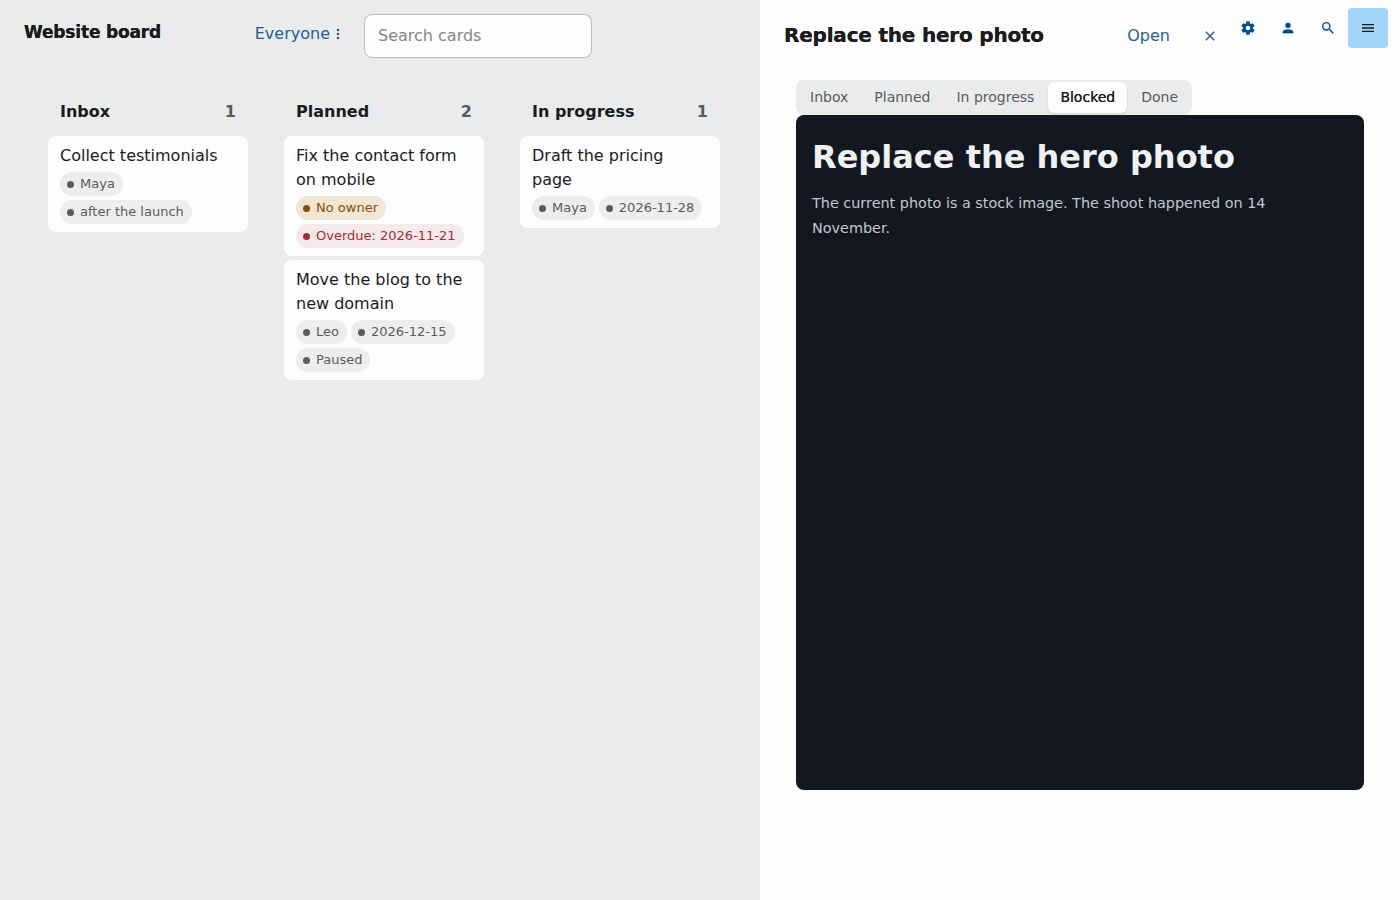 Website board
Everyone
Search cards
Inbox 1
Collect testimonials
Maya
after the launch
Planned 2
Fix the contact form
on mobile
No owner
Overdue: 2026-11-21
Move the blog to the
new domain
Leo 2026-12-15
Paused
In progress 1
Draft the pricing
page
Maya 2026-11-28
Replace the hero photo
Open
Inbox Planned In progress Blocked Done
Replace the hero photo
The current photo is a stock image. The shoot happened on 14
November.